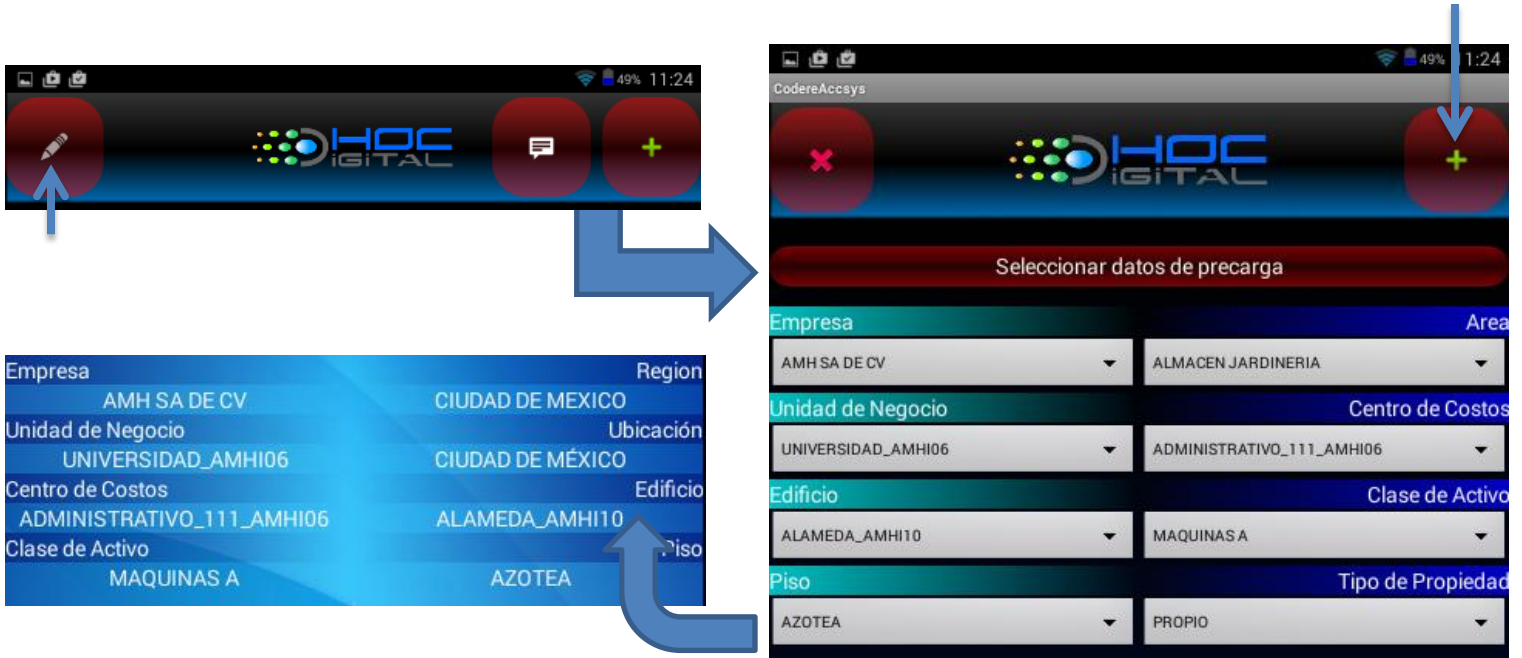 49% 11:24
HOC
DiGiTAL
Empresa Region
AMH SA DE CV CIUDAD DE MEXICO
Unidad de Negocio Ubicación
UNIVERSIDAD_AMHI06 CIUDAD DE MÉXICO
Centro de Costos Edificio
ADMINISTRATIVO_111_AMHI06 ALAMEDA_AMHI10
Clase de Activo Piso
MAQUINAS A AZOTEA
49% 11:24
CodereAccsys
HOC
DiGiTAL
Seleccionar datos de precarga
Empresa Area
AMH SA DE CV ALMACEN JARDINERIA
Unidad de Negocio Centro de Costos
UNIVERSIDAD_AMHI06 ADMINISTRATIVO_111_AMHI06
Edificio Clase de Activo
ALAMEDA_AMHI10 MAQUINAS A
Piso Tipo de Propiedad
AZOTEA PROPIO